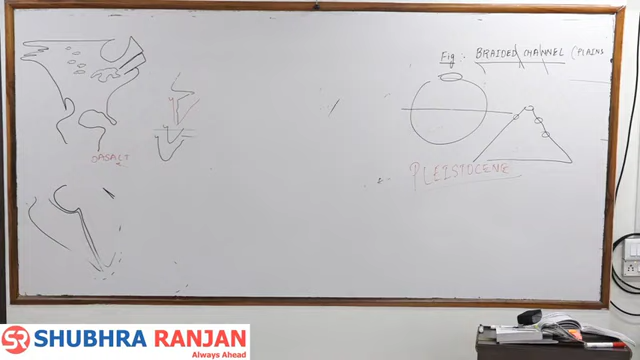 Fig :- BRAIDED CHANNEL (PLAINS
BASALT
PLEISTOCENE
SR SHUBHRA RANJAN
Always Ahead